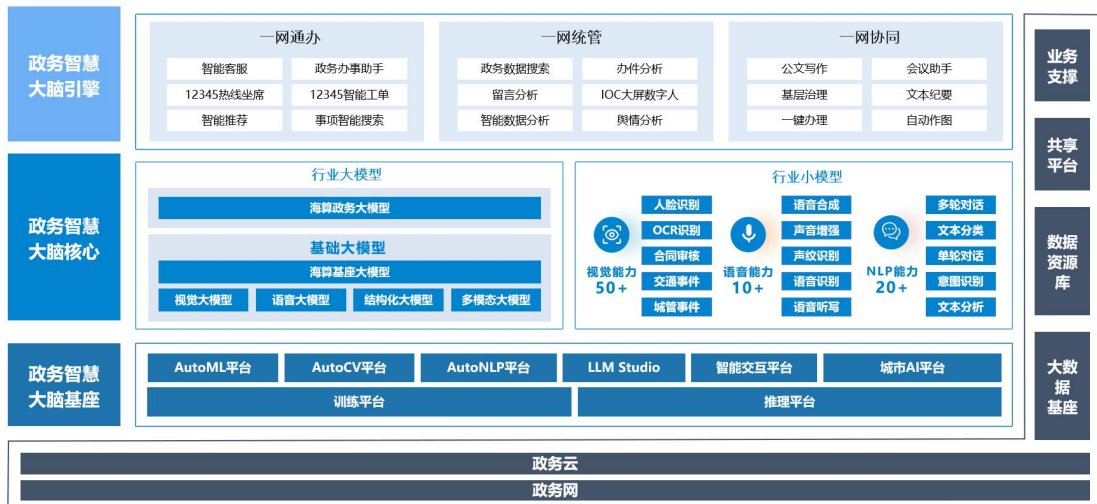 政务智慧
大脑引擎
一网通办
智能客服
政务办事助手
12345热线坐席
12345智能工单
智能推荐
事项智能搜索
一网统管
政务数据搜索
办件分析
留言分析
IOC大屏数字人
智能数据分析
舆情分析
一网协同
公文写作
会议助手
基层治理
文本纪要
一键办理
自动作图
政务智慧
大脑核心
行业大模型
海算政务大模型
基础大模型
海算基座大模型
视觉大模型
语音大模型
结构化大模型
多模态大模型
行业小模型
视觉能力
50+
人脸识别
OCR识别
合同审核
交通事件
城管事件
语音能力
10+
语音合成
声音增强
声纹识别
语音识别
语音听写
NLP能力
20+
多轮对话
文本分类
单轮对话
意图识别
文本分析
政务智慧
大脑基座
AutoML平台
AutoCV平台
AutoNLP平台
LLM Studio
智能交互平台
城市AI平台
训练平台
推理平台
业务
支撑
共享
平台
数据
资源
库
大数
据
基座
政务云
政务网